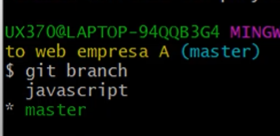 UX370@LAPTOP-94QQB3G4 MINGW
to web empresa A (master)
$ git branch
  javascript
* master